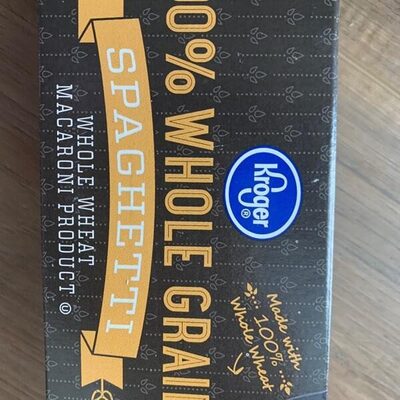 Kroger®
Made with
100%
Whole Wheat
00% WHOLE GRAIN
SPAGHETTI
WHOLE WHEAT
MACARONI PRODUCT